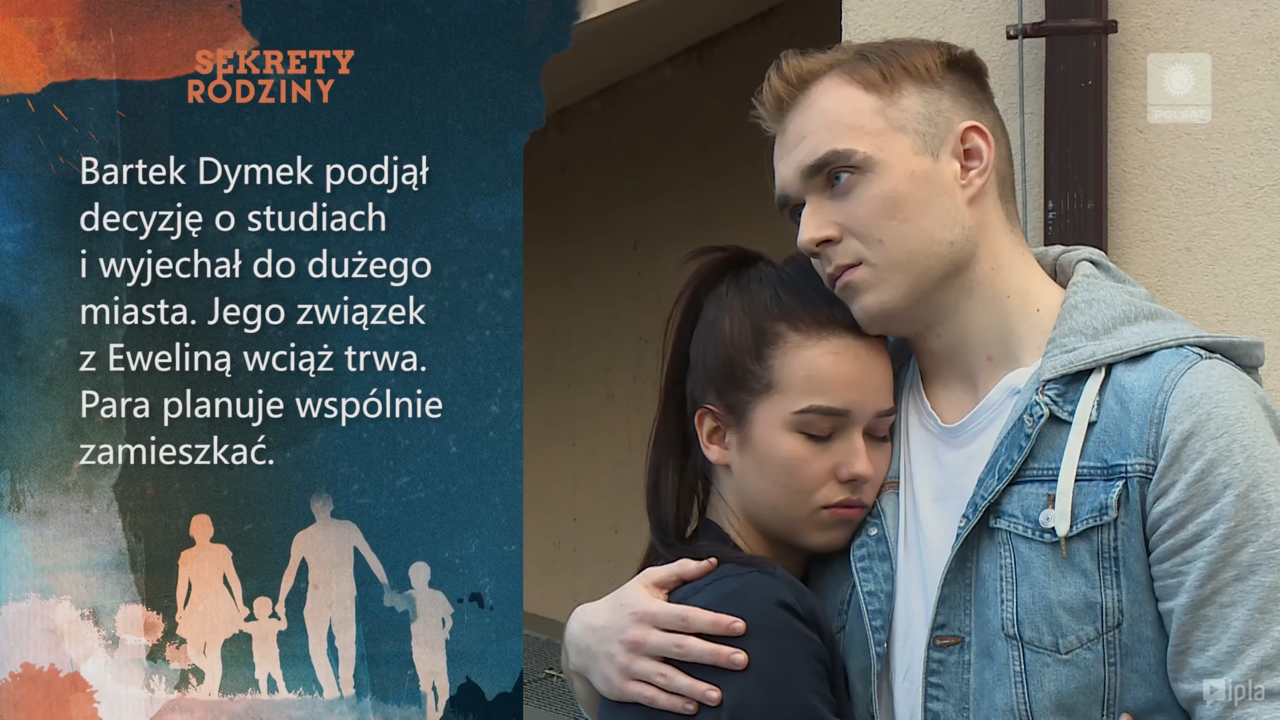 SEKRETY
RODZINY
Bartek Dymek podjął
decyzję o studiach
i wyjechał do dużego
miasta. Jego związek
z Eweliną wciąż trwa.
Para planuje wspólnie
zamieszkać.
POLSAT
ipla